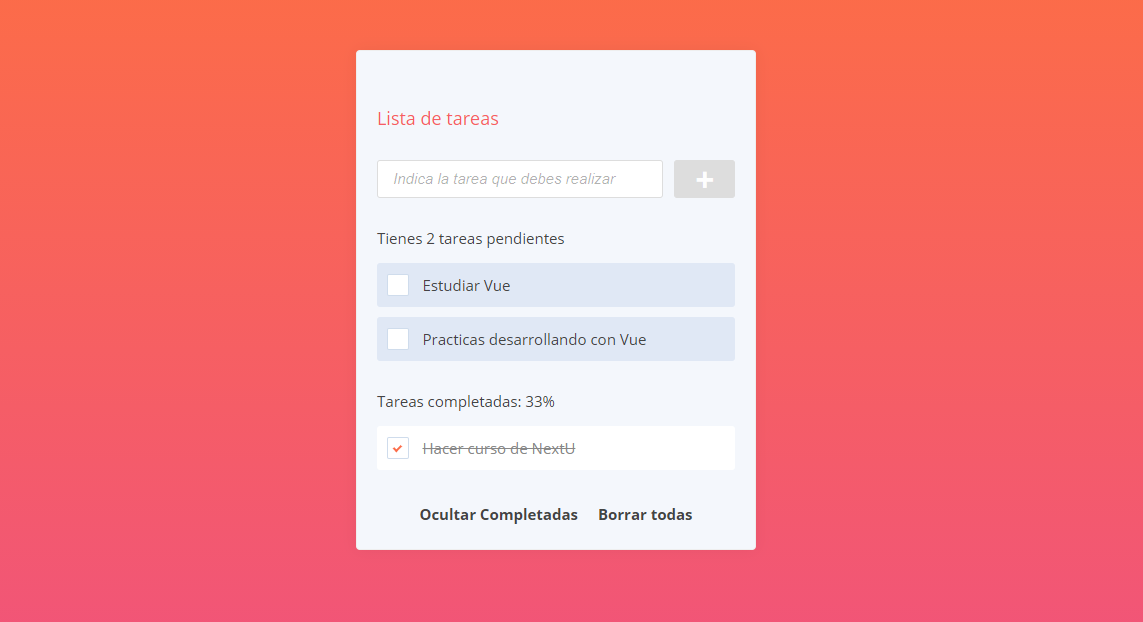 Lista de tareas
Indica la tarea que debes realizar
Tienes 2 tareas pendientes
Estudiar Vue
Practicas desarrollando con Vue
Tareas completadas: 33%
Hacer curso de NextU
Ocultar Completadas Borrar todas